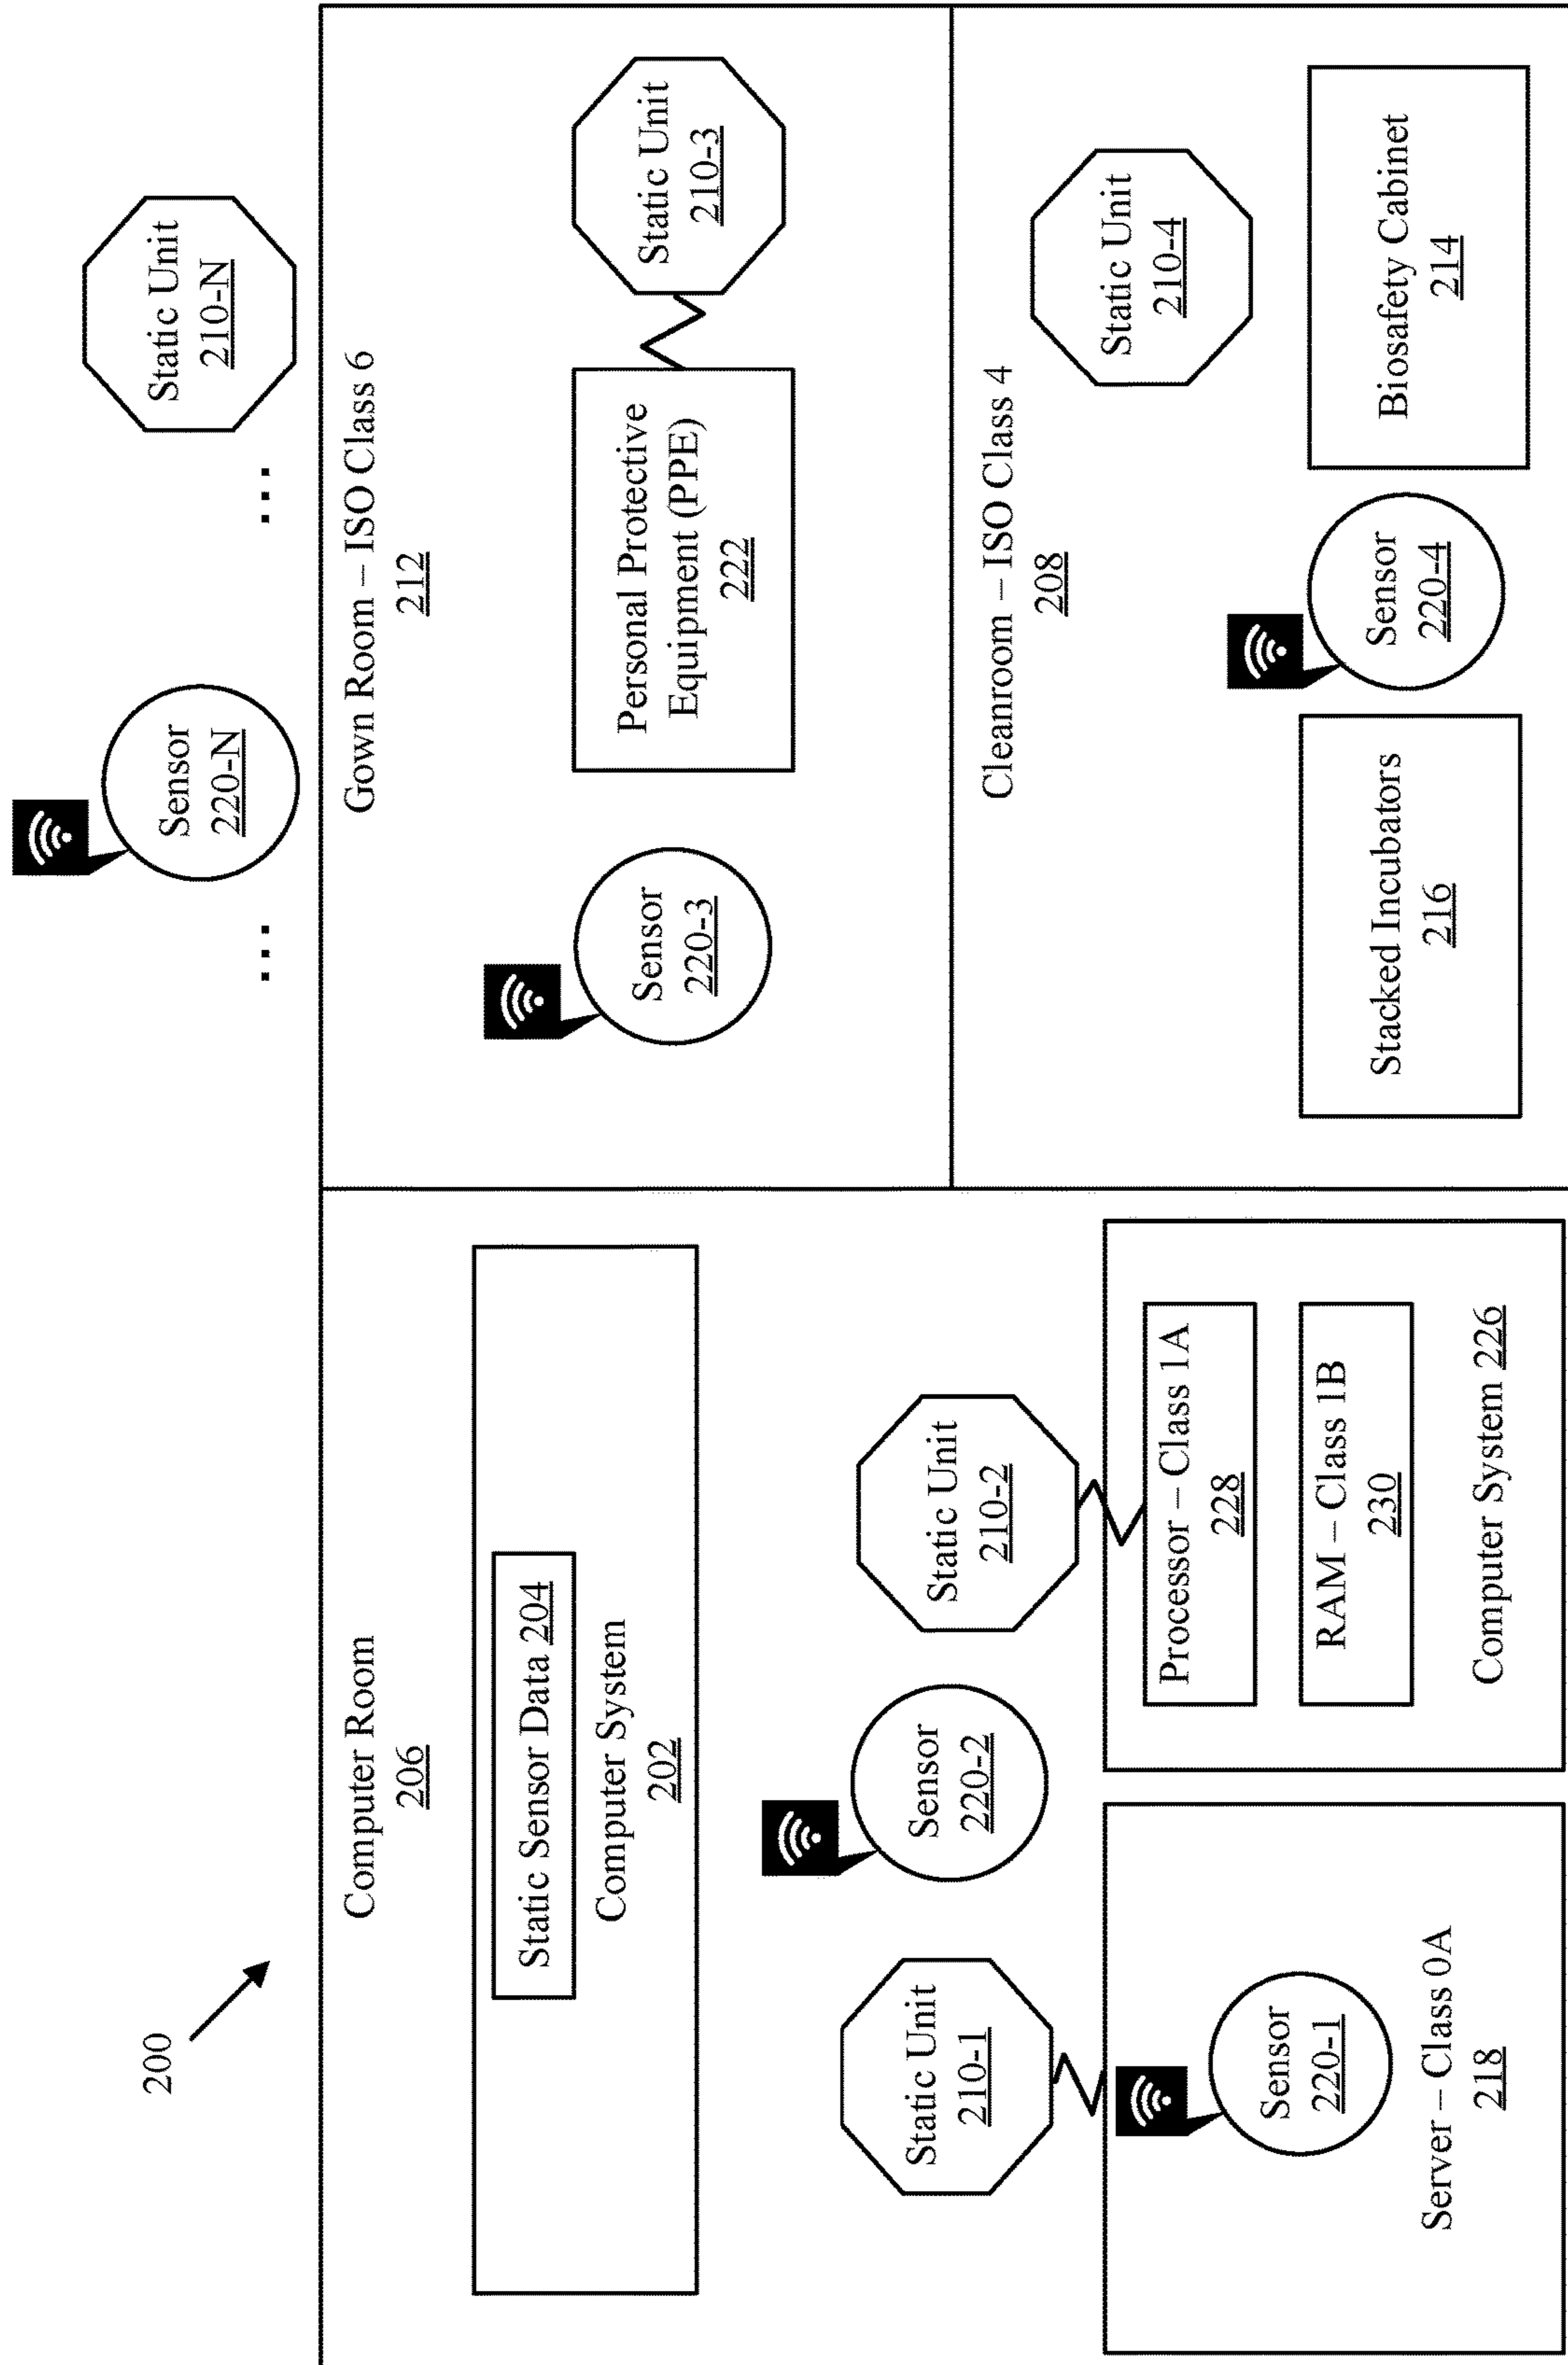 200
...
Sensor
220-N
...
Static Unit
210-N
Computer Room
206
Static Sensor Data 204
Computer System
202
Static Unit
210-1
Sensor
220-2
Static Unit
210-2
Sensor
220-1
Server – Class 0A
218
Processor – Class 1A
228
RAM – Class 1B
230
Computer System 226
Gown Room – ISO Class 6
212
Sensor
220-3
Personal Protective
Equipment (PPE)
222
Static Unit
210-3
Cleanroom – ISO Class 4
208
Static Unit
210-4
Stacked Incubators
216
Sensor
220-4
Biosafety Cabinet
214